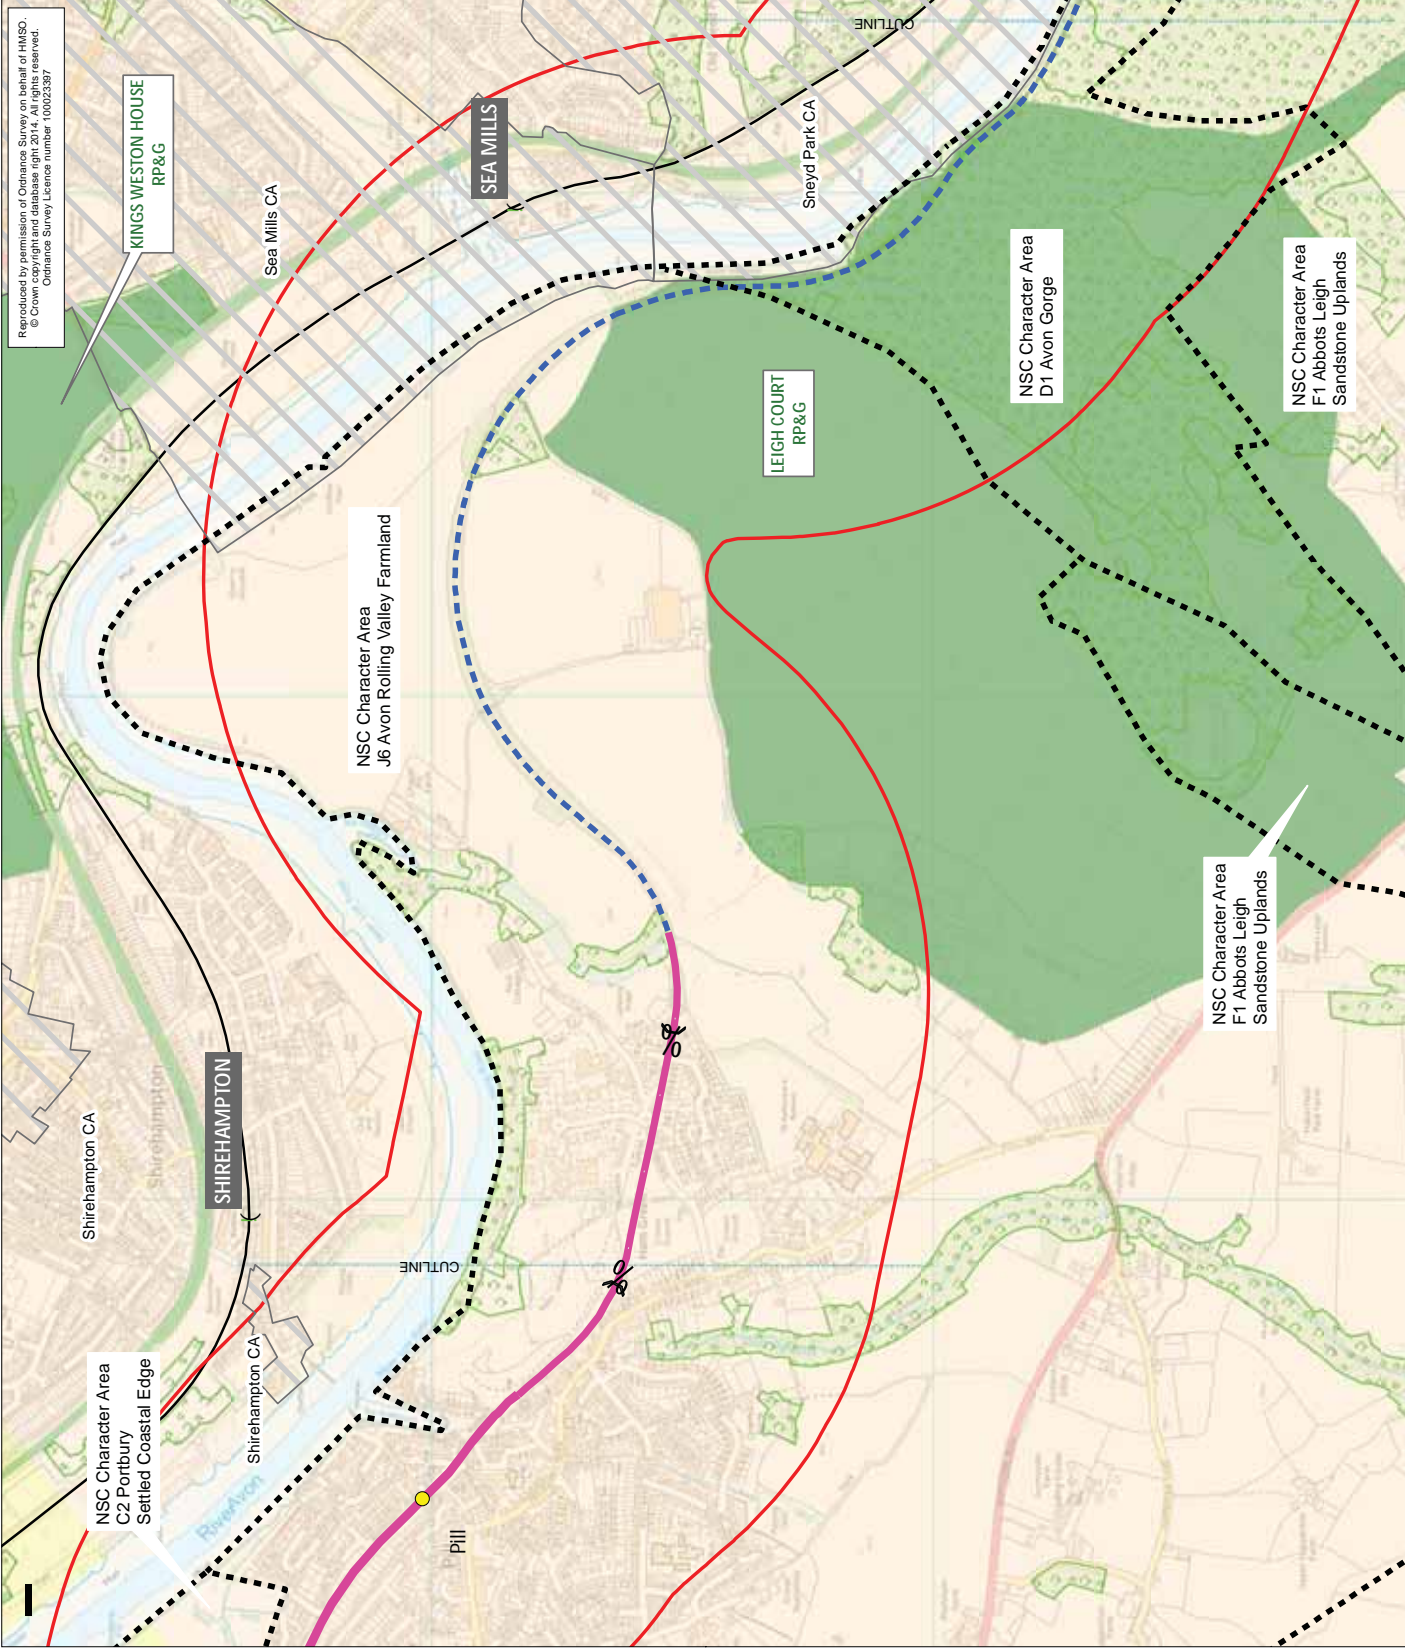 Reproduced by permission of Ordnance Survey on behalf of HMSO.
© Crown copyright and database right 2014. All rights reserved.
Ordnance Survey Licence number 100023397
KINGS WESTON HOUSE
RP&G
Sea Mills CA
SEA MILLS
CUTLINE
Sneyd Park CA
NSC Character Area
D1 Avon Gorge
NSC Character Area
F1 Abbots Leigh
Sandstone Uplands
LEIGH COURT
RP&G
NSC Character Area
J6 Avon Rolling Valley Farmland
NSC Character Area
F1 Abbots Leigh
Sandstone Uplands
Shirehampton CA
Shirehampton
SHIREHAMPTON
CUTLINE
Shirehampton CA
NSC Character Area
C2 Portbury
Settled Coastal Edge
River Avon
Pill